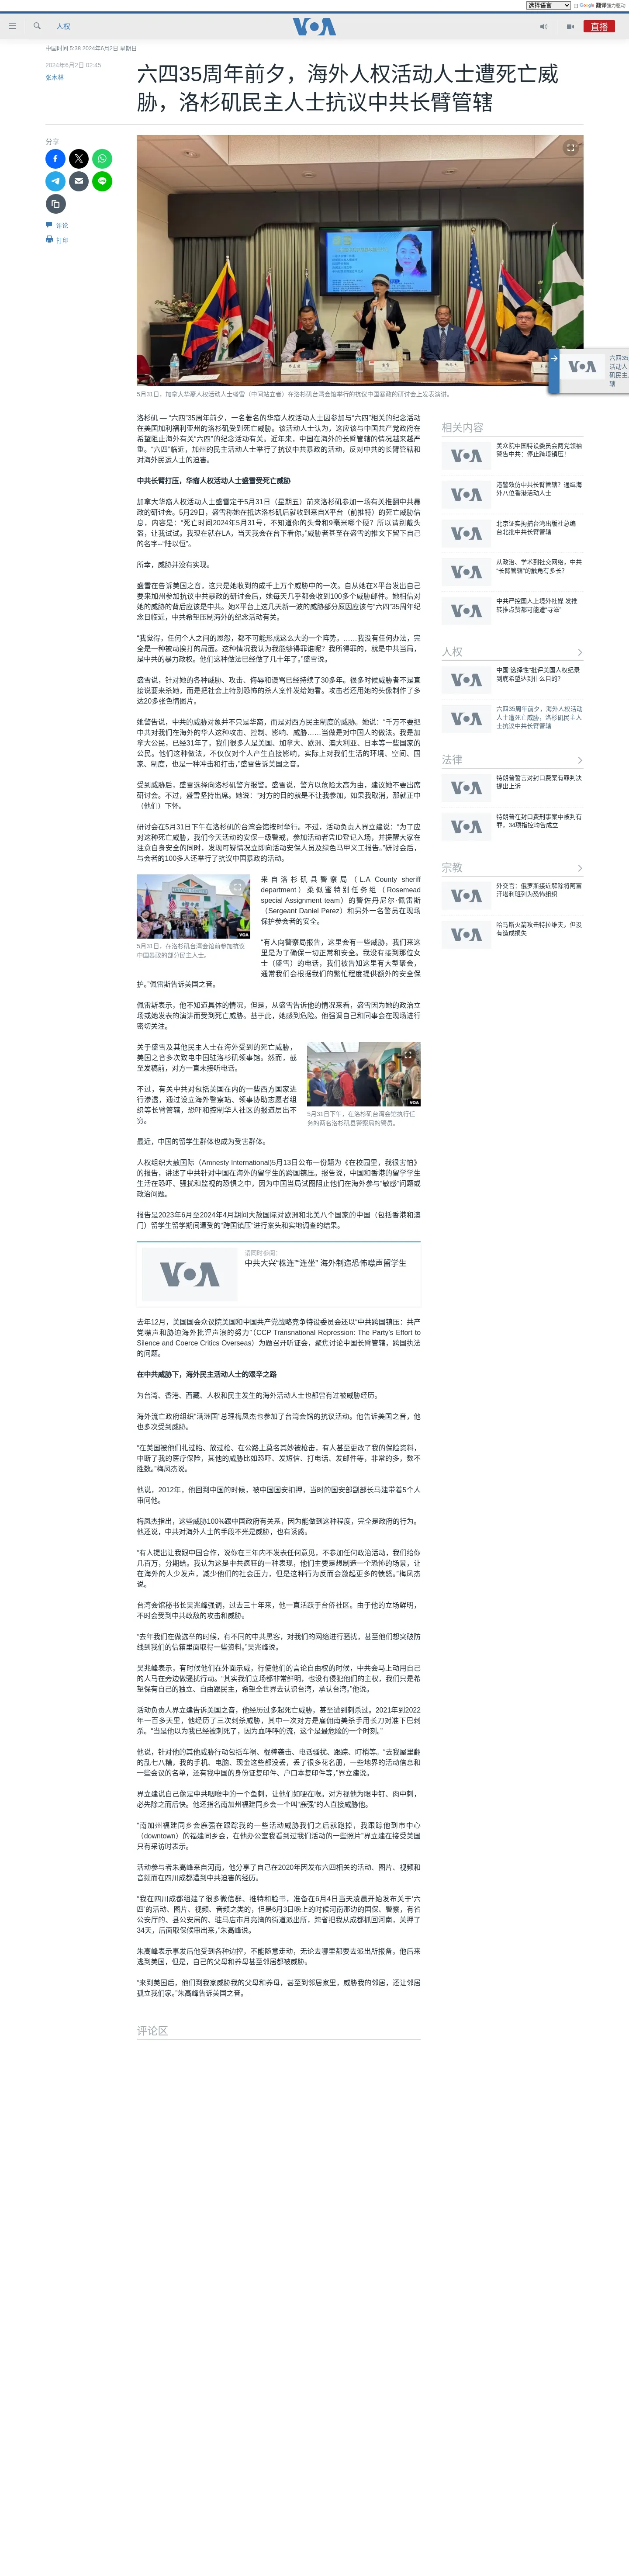 选择语言
由 Google 翻译强力驱动
人权
VOA
直播
中国时间 5:38 2024年6月2日 星期日
2024年6月2日 02:45
张木林
六四35周年前夕，海外人权活动人士遭死亡威
胁，洛杉矶民主人士抗议中共长臂管辖
分享
评论
打印
5月31日，加拿大华裔人权活动人士盛雪（中间站立者）在洛杉矶台湾会馆举行的抗议中国暴政的研讨会上发表演讲。
洛杉矶 — “六四”35周年前夕，一名著名的华裔人权活动人士因参加与“六四”相关的纪念活动
在美国加利福利亚州的洛杉矶受到死亡威胁。该活动人士认为，这应该与中国共产党政府在
希望阻止海外有关“六四”的纪念活动有关。近年来，中国在海外的长臂管辖的情况越来越严
重。“六四”临近，加州的民主活动人士举行了抗议中共暴政的活动，反对中共的长臂管辖和
对海外民运人士的迫害。
中共长臂打压，华裔人权活动人士盛雪受死亡威胁
加拿大华裔人权活动人士盛雪定于5月31日（星期五）前来洛杉矶参加一场有关推翻中共暴
政的研讨会。5月29日，盛雪称她在抵达洛杉矶后就收到来自X平台（前推特）的死亡威胁信
息，内容是：“死亡时间2024年5月31号，不知道你的头骨和9毫米哪个硬？所以请别戴头
盔，让我试试。我现在就在LA，当天我会在台下看你。”威胁者甚至在盛雪的推文下留下自己
的名字--“陆以恒”。
所幸，威胁并没有实现。
盛雪在告诉美国之音，这只是她收到的成千上万个威胁中的一次。自从她在X平台发出自己
要来加州参加抗议中共暴政的研讨会后，她每天几乎都会收到100多个威胁邮件。她相信对
她的威胁的背后应该是中共。她X平台上这几天新一波的威胁部分原因应该与“六四”35周年纪
念日临近，中共希望压制海外的纪念活动有关。
“我觉得，任何个人之间的恩怨，都不可能形成这么大的一个阵势。……我没有任何办法，完
全是一种被动挨打的局面。这种情况我认为我能够得罪谁呢？我所得罪的，就是中共当局，
是中共的暴力政权。他们这种做法已经做了几十年了。”盛雪说。
盛雪说，针对她的各种威胁、攻击、侮辱和谩骂已经持续了30多年。很多时候威胁者不是直
接说要来杀她，而是把社会上特别恐怖的杀人案件发给她看。攻击者还用她的头像制作了多
达20多张色情图片。
她警告说，中共的威胁对象并不只是华裔，而是对西方民主制度的威胁。她说：“千万不要把
中共对我们在海外的华人这种攻击、控制、影响、威胁……当做是对中国人的做法。我是加
拿大公民，已经31年了。我们很多人是美国、加拿大、欧洲、澳大利亚、日本等一些国家的
公民。他们这种做法，不仅仅对个人产生直接影响，实际上对我们生活的环境、空间、国
家、制度，也是一种冲击和打击，”盛雪告诉美国之音。
受到威胁后，盛雪选择向洛杉矶警方报警。盛雪说，警方以危险太高为由，建议她不要出席
研讨会。不过，盛雪坚持出席。她说：“对方的目的就是不让我参加，如果我取消，那就正中
（他们）下怀。
研讨会在5月31日下午在洛杉矶的台湾会馆按时举行。不过，活动负责人界立建说：“为了应
对这种死亡威胁，我们今天活动的安保一级警戒，参加活动者凭ID登记入场，并提醒大家在
注意自身安全的同时，发现可疑情况立即向活动安保人员及绿色马甲义工报告。”研讨会后，
与会者的100多人还举行了抗议中国暴政的活动。
5月31日，在洛杉矶台湾会馆前参加抗议
中国暴政的部分民主人士。
来自洛杉矶县警察局（L.A County sheriff
department）柔似蜜特别任务组（Rosemead
special Assignment team）的警佐丹尼尔·佩雷斯
（Sergeant Daniel Perez）和另外一名警员在现场
保护参会者的安全。
“有人向警察局报告，这里会有一些威胁，我们来这
里是为了确保一切正常和安全。我没有接到那位女
士（盛雪）的电话，我们被告知这里有大型聚会，
通常我们会根据我们的繁忙程度提供额外的安全保
护。”佩雷斯告诉美国之音。
佩雷斯表示，他不知道具体的情况，但是，从盛雪告诉他的情况来看，盛雪因为她的政治立
场或她发表的演讲而受到死亡威胁。基于此，她感到危险。他强调自己和同事会在现场进行
密切关注。
关于盛雪及其他民主人士在海外受到的死亡威胁，
美国之音多次致电中国驻洛杉矶领事馆。然而，截
至发稿前，对方一直未接听电话。
5月31日下午，在洛杉矶台湾会馆执行任
务的两名洛杉矶县警察局的警员。
不过，有关中共对包括美国在内的一些西方国家进
行渗透，通过设立海外警察站、领事协助志愿者组
织等长臂管辖，恐吓和控制华人社区的报道层出不
穷。
最近，中国的留学生群体也成为受害群体。
人权组织大赦国际（Amnesty International)5月13日公布一份题为《在校园里，我很害怕》
的报告，讲述了中共针对中国在海外的留学生的跨国镇压。报告说，中国和香港的留学学生
生活在恐吓、骚扰和监视的恐惧之中，因为中国当局试图阻止他们在海外参与“敏感”问题或
政治问题。
报告是2023年6月至2024年4月期间大赦国际对欧洲和北美八个国家的中国（包括香港和澳
门）留学生留学期间遭受的“跨国镇压”进行案头和实地调查的结果。
请同时参阅：
中共大兴“株连”“连坐” 海外制造恐怖噤声留学生
去年12月，美国国会众议院美国和中国共产党战略竞争特设委员会还以“中共跨国镇压：共产
党噤声和胁迫海外批评声浪的努力”（CCP Transnational Repression: The Party’s Effort to
Silence and Coerce Critics Overseas）为题召开听证会，聚焦讨论中国长臂管辖，跨国执法
的问题。
在中共威胁下，海外民主活动人士的艰辛之路
为台湾、香港、西藏、人权和民主发生的海外活动人士也都曾有过被威胁经历。
海外流亡政府组织“满洲国”总理梅凤杰也参加了台湾会馆的抗议活动。他告诉美国之音，他
也多次受到威胁。
“在美国被他们扎过胎、放过枪、在公路上莫名其妙被枪击，有人甚至更改了我的保险资料，
中断了我的医疗保险，其他的威胁比如恐吓、发短信、打电话、发邮件等，非常的多，数不
胜数。”梅凤杰说。
他说，2012年，他回到中国的时候，被中国国安扣押，当时的国安部副部长马建带着5个人
审问他。
梅凤杰指出，这些威胁100%跟中国政府有关系，因为能做到这种程度，完全是政府的行为。
他还说，中共对海外人士的手段不光是威胁，也有诱惑。
“有人提出让我跟中国合作，说你在三年内不发表任何意见，不参加任何政治活动，我们给你
几百万，分期给。我认为这是中共疯狂的一种表现，他们主要是想制造一个恐怖的场景，让
在海外的人少发声，减少他们的社会压力，但是这种行为反而会激起更多的愤怒。”梅凤杰
说。
台湾会馆秘书长吴兆峰强调，过去三十年来，他一直活跃于台侨社区。由于他的立场鲜明，
不时会受到中共政敌的攻击和威胁。
“去年我们在做选举的时候，有不同的中共黑客，对我们的网络进行骚扰，甚至他们想突破防
线到我们的信箱里面取得一些资料。”吴兆峰说。
吴兆峰表示，有时候他们在外面示威，行使他们的言论自由权的时候，中共会马上动用自己
的人马在旁边做骚扰行动。“其实我们立场都非常鲜明，也没有侵犯他们的主权，我们只是希
望保有自己的独立、自由跟民主，希望全世界去认识台湾，承认台湾。”他说。
活动负责人界立建告诉美国之音，他经历过多起死亡威胁，甚至遭到刺杀过。2021年到2022
年一百多天里，他经历了三次刺杀威胁，其中一次对方是雇佣南美杀手用长刀对准下巴刺
杀。“当是他以为我已经被刺死了，因为血呼呼的流，这个是最危险的一个时刻。”
他说，针对他的其他威胁行动包括车祸、棍棒袭击、电话骚扰、跟踪、盯梢等。“去我屋里翻
的乱七八糟，我的手机、电脑、现金这些都没丢，丢了很多花名册，一些地界的活动信息和
一些会议的名单，还有我中国的身份证复印件、户口本复印件等，”界立建说。
界立建说自己像是中共咽喉中的一个鱼刺，让他们如哽在喉。对方视他为眼中钉、肉中刺，
必先除之而后快。他还指名南加州福建同乡会一个叫“鹿强”的人直接威胁他。
“南加州福建同乡会鹿强在跟踪我的一些活动威胁我们之后就跑掉，我跟踪他到市中心
（downtown）的福建同乡会，在他办公室我看到过我们活动的一些照片”界立建在接受美国
只有采访时表示。
活动参与者朱高峰来自河南，他分享了自己在2020年因发布六四相关的活动、图片、视频和
音频而在四川成都遭到中共迫害的经历。
“我在四川成都组建了很多微信群、推特和脸书，准备在6月4日当天凌晨开始发布关于‘六
四’的活动、图片、视频、音频之类的，但是6月3日晚上的时候河南那边的国保、警察，有省
公安厅的、县公安局的、驻马店市月亮湾的街道派出所，跨省把我从成都抓回河南，关押了
34天，后面取保候审出来，”朱高峰说。
朱高峰表示事发后他受到各种边控，不能随意走动，无论去哪里都要去派出所报备。他后来
逃到美国，但是，自己的父母和养母甚至邻居都被威胁。
“来到美国后，他们到我家威胁我的父母和养母，甚至到邻居家里，威胁我的邻居，还让邻居
孤立我们家。”朱高峰告诉美国之音。
评论区
相关内容
美众院中国特设委员会两党领袖
警告中共：停止跨境镇压！
港警效仿中共长臂管辖？通缉海
外八位香港活动人士
北京证实拘捕台湾出版社总编
台北批中共长臂管辖
从政治、学术到社交网络，中共
“长臂管辖”的触角有多长？
中共严控国人上境外社媒 发推
转推点赞都可能遭“寻滋”
人权
中国“选择性”批评美国人权纪录
到底希望达到什么目的？
六四35周年前夕，海外人权活动
人士遭死亡威胁，洛杉矶民主人
士抗议中共长臂管辖
法律
特朗普誓言对封口费案有罪判决
提出上诉
特朗普在封口费刑事案中被判有
罪，34项指控均告成立
宗教
外交官：俄罗斯接近解除将阿富
汗塔利班列为恐怖组织
哈马斯火箭攻击特拉维夫，但没
有造成损失